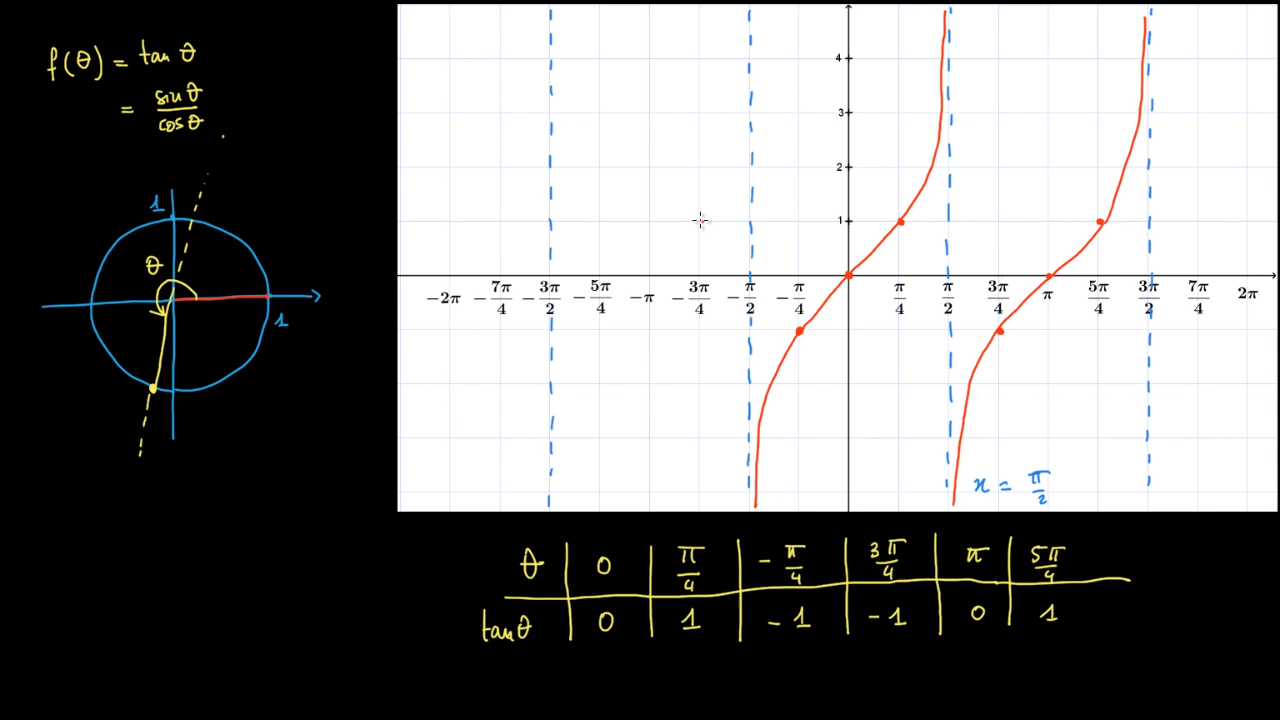 f(θ) = tan θ
= sin θ / cos θ
1
θ
1
4
3
2
1
−2π −7π/4 −3π/2 −5π/4 −π −3π/4 −π/2 −π/4 π/4 π/2 3π/4 π 5π/4 3π/2 7π/4 2π
x = π/2
θ 0 π/4 −π/4 3π/4 π 5π/4
tan θ 0 1 −1 −1 0 1